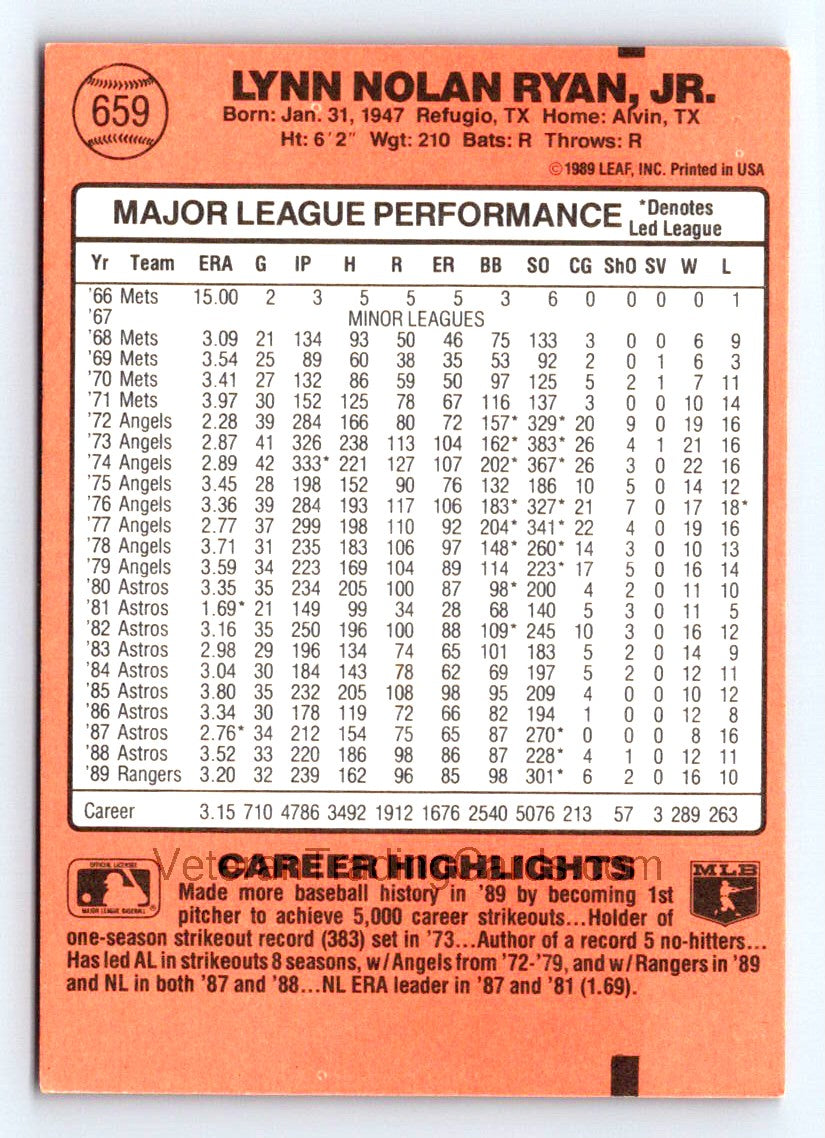 659
LYNN NOLAN RYAN, JR.
Born: Jan. 31, 1947 Refugio, TX Home: Alvin, TX
Ht: 6'2" Wgt: 210 Bats: R Throws: R
©1989 LEAF, INC. Printed in USA
MAJOR LEAGUE PERFORMANCE *Denotes Led League
Yr Team ERA G IP H R ER BB SO CG ShO SV W L
'66 Mets 15.00 2 3 5 5 5 3 6 0 0 0 0 1
'67 MINOR LEAGUES
'68 Mets 3.09 21 134 93 50 46 75 133 3 0 0 6 9
'69 Mets 3.54 25 89 60 38 35 53 92 2 0 1 6 3
'70 Mets 3.41 27 132 86 59 50 97 125 5 2 1 7 11
'71 Mets 3.97 30 152 125 78 67 116 137 3 0 0 10 14
'72 Angels 2.28 39 284 166 80 72 157* 329* 20 9 0 19 16
'73 Angels 2.87 41 326 238 113 104 162* 383* 26 4 1 21 16
'74 Angels 2.89 42 333* 221 127 107 202* 367* 26 3 0 22 16
'75 Angels 3.45 28 198 152 90 76 132 186 10 5 0 14 12
'76 Angels 3.36 39 284 193 117 106 183* 327* 21 7 0 17 18*
'77 Angels 2.77 37 299 198 110 92 204* 341* 22 4 0 19 16
'78 Angels 3.71 31 235 183 106 97 148* 260* 14 3 0 10 13
'79 Angels 3.59 34 223 169 104 89 114 223* 17 5 0 16 14
'80 Astros 3.35 35 234 205 100 87 98* 200 4 2 0 11 10
'81 Astros 1.69* 21 149 99 34 28 68 140 5 3 0 11 5
'82 Astros 3.16 35 250 196 100 88 109* 245 10 3 0 16 12
'83 Astros 2.98 29 196 134 74 65 101 183 5 2 0 14 9
'84 Astros 3.04 30 184 143 78 62 69 197 5 2 0 12 11
'85 Astros 3.80 35 232 205 108 98 95 209 4 0 0 10 12
'86 Astros 3.34 30 178 119 72 66 82 194 1 0 0 12 8
'87 Astros 2.76* 34 212 154 75 65 87 270* 0 0 0 8 16
'88 Astros 3.52 33 220 186 98 86 87 228* 4 1 0 12 11
'89 Rangers 3.20 32 239 162 96 85 98 301* 6 2 0 16 10
Career 3.15 710 4786 3492 1912 1676 2540 5076 213 57 3 289 263
VeteranTradingCards.com
CAREER HIGHLIGHTS
OFFICIAL LICENSEE
MAJOR LEAGUE BASEBALL
MLB
Made more baseball history in '89 by becoming 1st
pitcher to achieve 5,000 career strikeouts...Holder of
one-season strikeout record (383) set in '73...Author of a record 5 no-hitters...
Has led AL in strikeouts 8 seasons, w/Angels from '72-'79, and w/Rangers in '89
and NL in both '87 and '88...NL ERA leader in '87 and '81 (1.69).